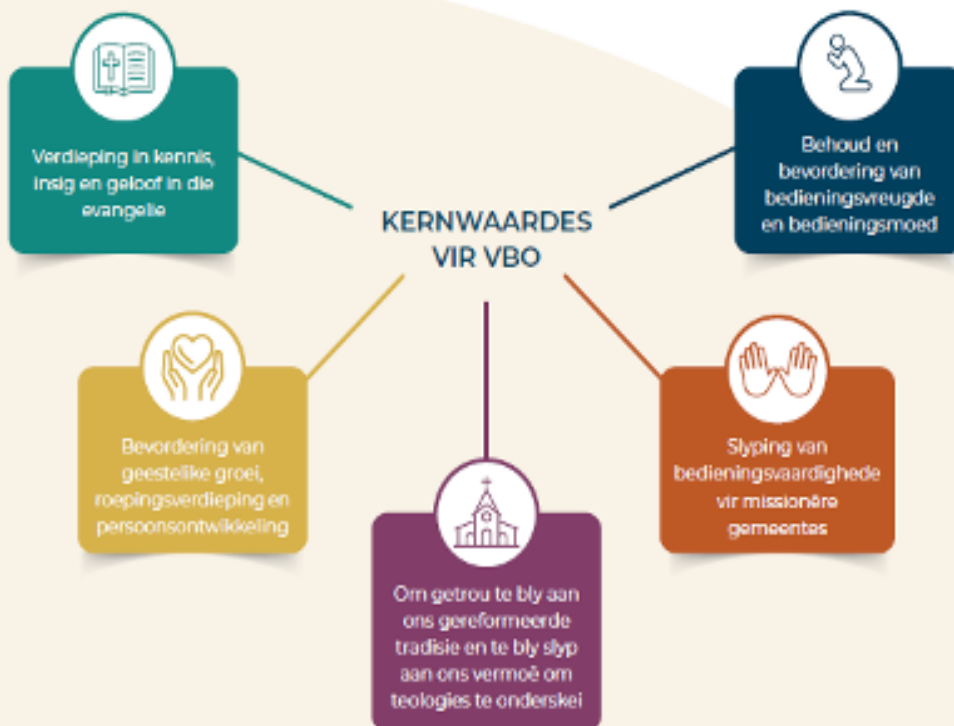 Verdieping in kennis,
insig en geloof in die
evangelie
Behoud en
bevordering van
bedieningsvreugde
en bedieningsmoed
KERNWAARDES
VIR VBO
Bevordering van
geestelike groei,
roepingsverdieping en
persoonsontwikkeling
Slyping van
bedieningsvaardighede
vir missionêre
gemeentes
Om getrou te bly aan
ons gereformeerde
tradisie en te bly slyp
aan ons vermoë om
teologies te onderskei